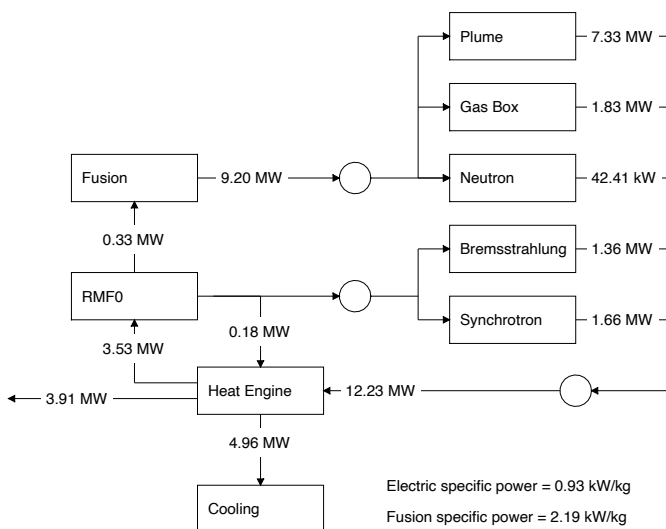 Plume
7.33 MW
Gas Box
1.83 MW
Fusion
9.20 MW
Neutron
42.41 kW
0.33 MW
Bremsstrahlung
1.36 MW
RMF0
Synchrotron
1.66 MW
0.18 MW
3.53 MW
Heat Engine
12.23 MW
3.91 MW
4.96 MW
Electric specific power = 0.93 kW/kg
Cooling
Fusion specific power = 2.19 kW/kg